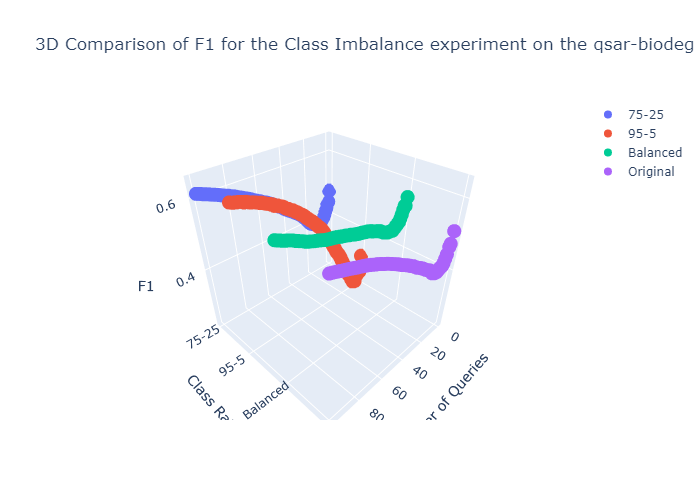 3D Comparison of F1 for the Class Imbalance experiment on the qsar-biodeg
75-25
95-5
Balanced
Original
0.6
0.4
F1
75-25
95-5
Balanced
Class Ra
0
20
40
60
80
er of Queries